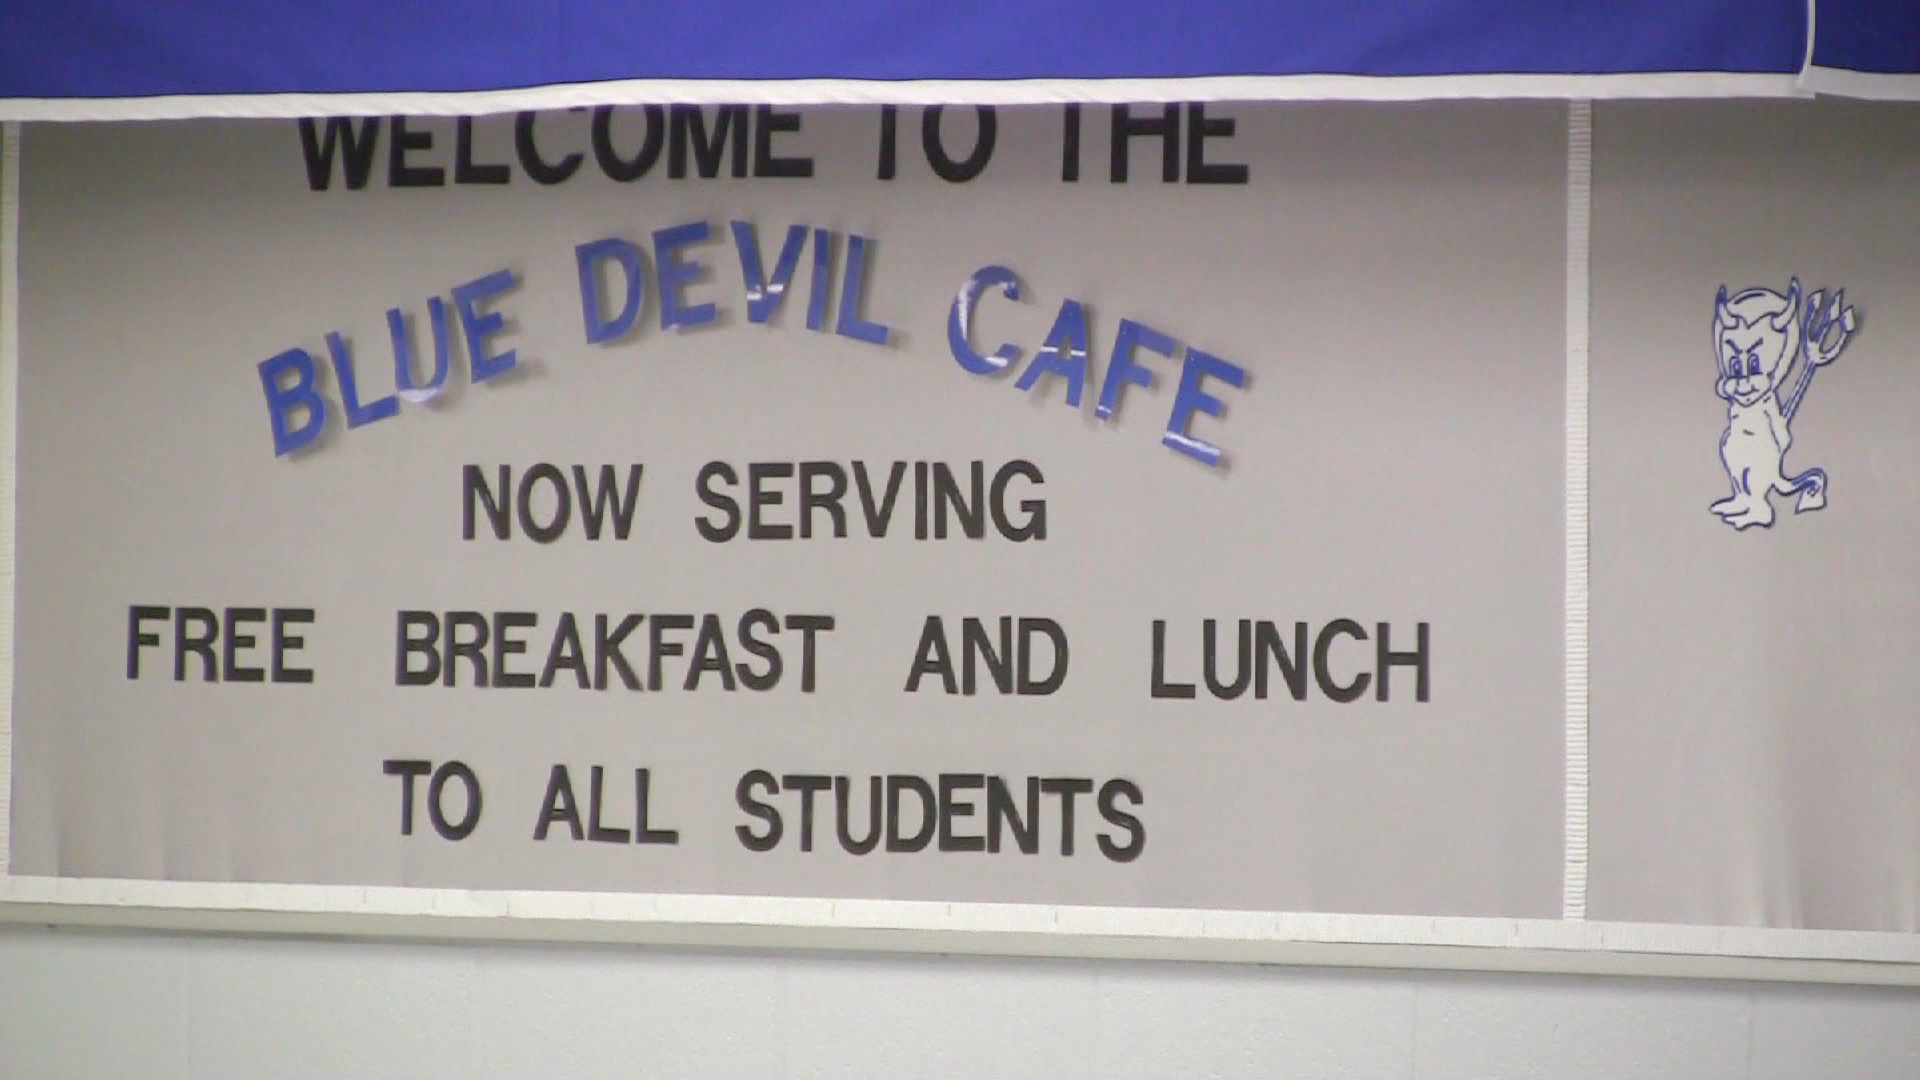 WELCOME TO THE
BLUE DEVIL CAFE
NOW SERVING
FREE BREAKFAST AND LUNCH
TO ALL STUDENTS